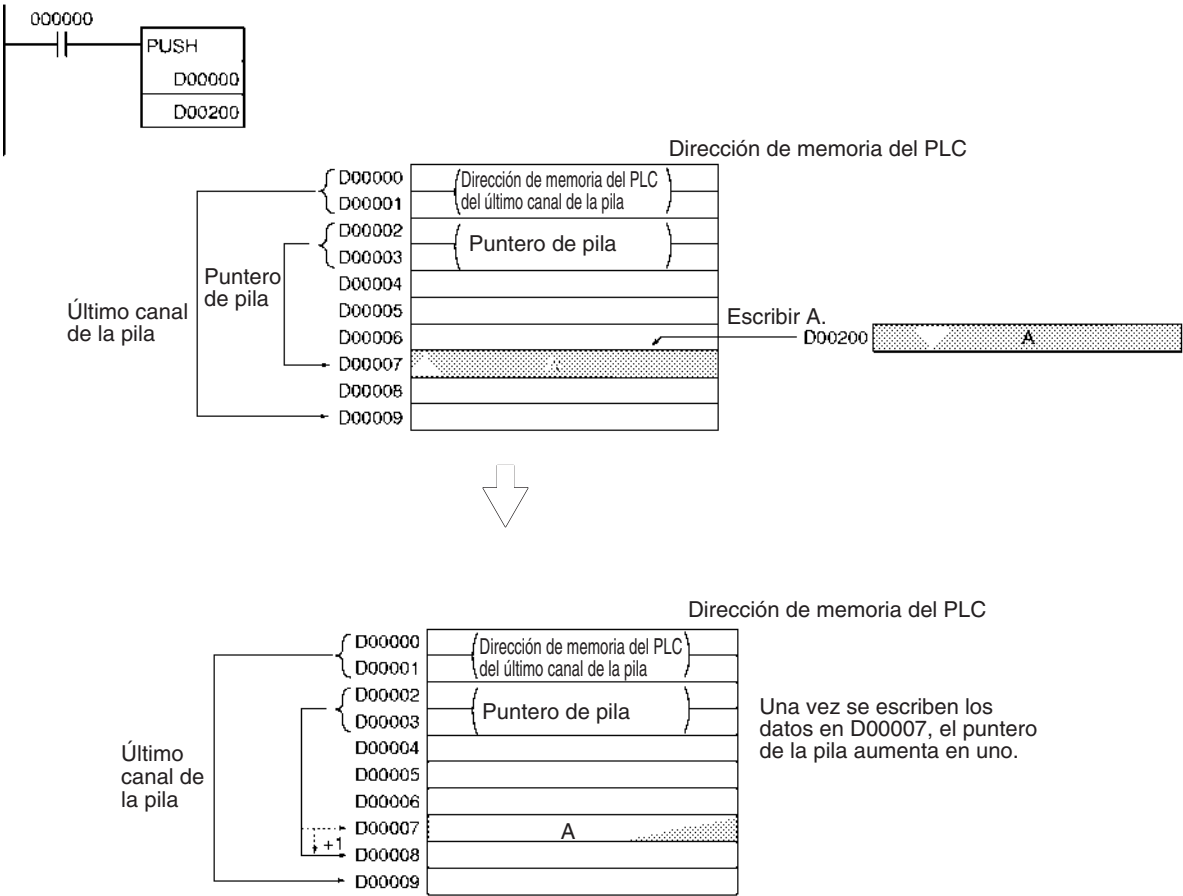 000000
PUSH
D00000
D00200
Dirección de memoria del PLC
D00000
(Dirección de memoria del PLC
D00001
del último canal de la pila)
D00002
D00003
(Puntero de pila)
D00004
Puntero
de pila
D00005
Último canal
de la pila
Escribir A.
D00006
D00200
A
D00007
A
D00008
D00009
Dirección de memoria del PLC
D00000
(Dirección de memoria del PLC
D00001
del último canal de la pila)
D00002
D00003
(Puntero de pila)
Una vez se escriben los
datos en D00007, el puntero
de la pila aumenta en uno.
D00004
Último
canal de
la pila
D00005
D00006
D00007
A
+1
D00008
D00009